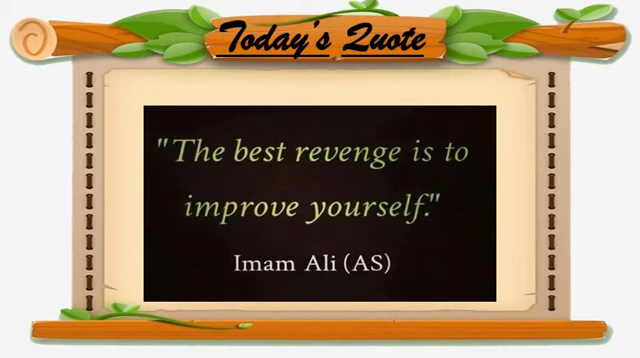 Today's Quote
"The best revenge is to
improve yourself."
Imam Ali (AS)